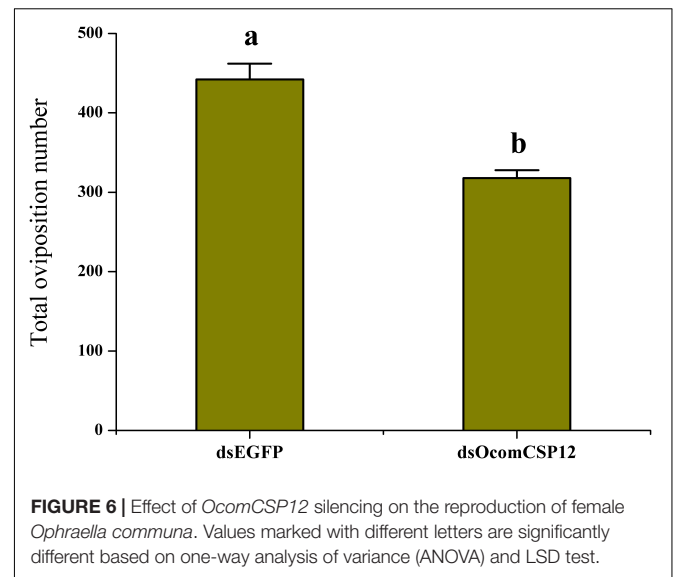 500
a
400
b
300
200
100
0
Total oviposition number
dsEGFP
dsOcomCSP12
FIGURE 6 | Effect of OcomCSP12 silencing on the reproduction of female
Ophraella communa. Values marked with different letters are significantly
different based on one-way analysis of variance (ANOVA) and LSD test.